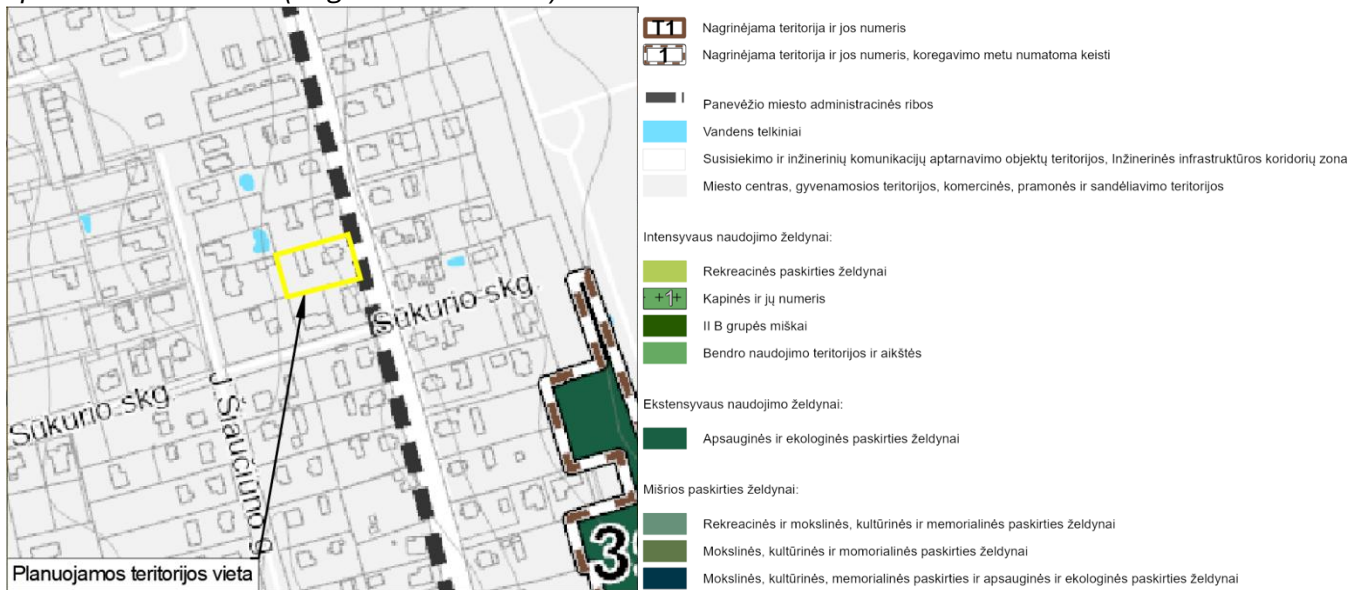 T1 Nagrinėjama teritorija ir jos numeris
1 Nagrinėjama teritorija ir jos numeris, koregavimo metu numatoma keisti
Panevėžio miesto administracinės ribos
Vandens telkiniai
Susisiekimo ir inžinerinių komunikacijų aptarnavimo objektų teritorijos, Inžinerinės infrastruktūros koridorių zona
Miesto centras, gyvenamosios teritorijos, komercinės, pramonės ir sandėliavimo teritorijos
Intensyvaus naudojimo želdynai:
Rekreacinės paskirties želdynai
+1+ Kapinės ir jų numeris
II B grupės miškai
Bendro naudojimo teritorijos ir aikštės
Ekstensyvaus naudojimo želdynai:
Apsauginės ir ekologinės paskirties želdynai
Mišrios paskirties želdynai:
Rekreacinės ir mokslinės, kultūrinės ir memorialinės paskirties želdynai
Mokslinės, kultūrinės ir momorialinės paskirties želdynai
Mokslinės, kultūrinės, memorialinės paskirties ir apsauginės ir ekologinės paskirties želdynai
Sūkurio skg.
Sūkurio skg.
J. Šiaučiūno g.
Planuojamos teritorijos vieta